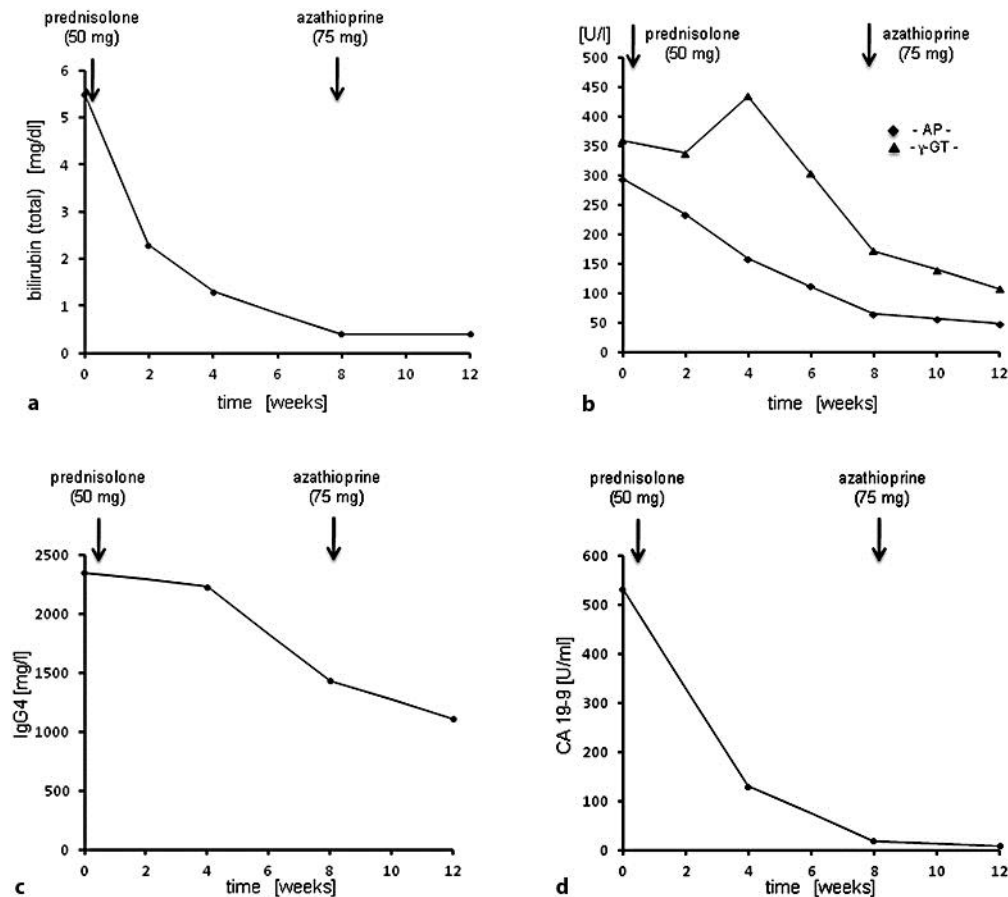 prednisolone
(50 mg)
azathioprine
(75 mg)
bilirubin (total) [mg/dl]
6
5
4
3
2
1
0
0 2 4 6 8 10 12
time [weeks]
a
[U/l]
prednisolone
(50 mg)
azathioprine
(75 mg)
500
450
400
350
300
250
200
150
100
50
0
- AP -
- γ-GT -
0 2 4 6 8 10 12
time [weeks]
b
prednisolone
(50 mg)
azathioprine
(75 mg)
IgG4 [mg/l]
2500
2000
1500
1000
500
0
0 2 4 6 8 10 12
time [weeks]
c
prednisolone
(50 mg)
azathioprine
(75 mg)
CA 19-9 [U/ml]
600
500
400
300
200
100
0
0 2 4 6 8 10 12
time [weeks]
d